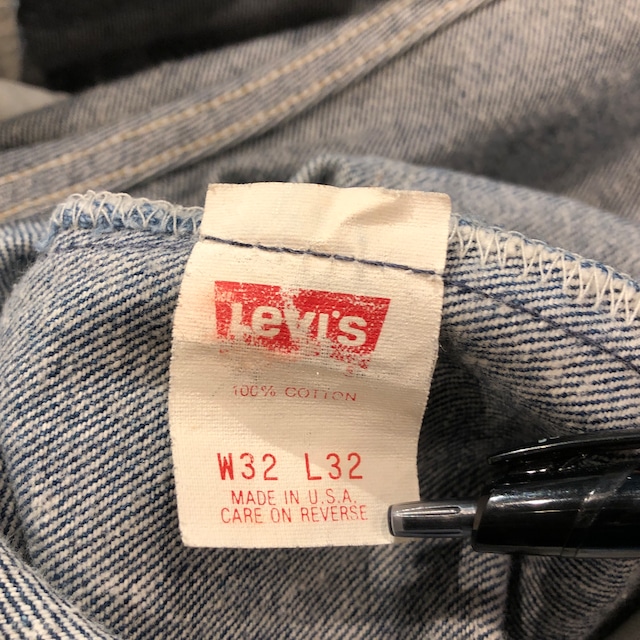 Levi's
100% COTTON
W32 L32
MADE IN U.S.A.
CARE ON REVERSE